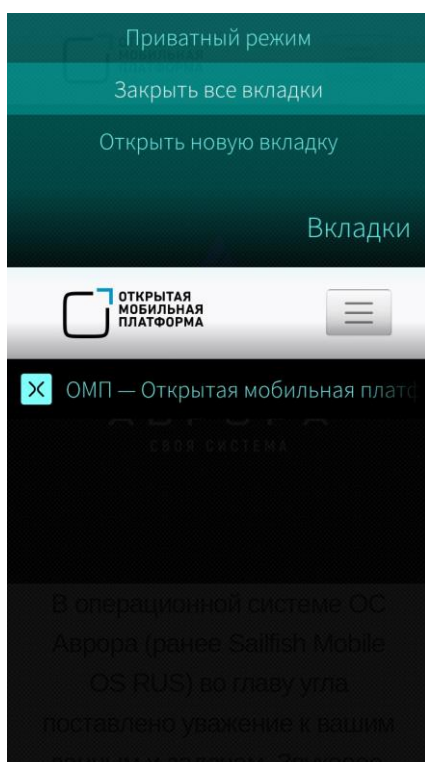 Приватный режим
Закрыть все вкладки
Открыть новую вкладку
Вкладки
ОТКРЫТАЯ
МОБИЛЬНАЯ
ПЛАТФОРМА
ОМП — Открытая мобильная платф
АВРОРА
СВОЯ СИСТЕМА
В операционной системе ОС
Аврора (ранее Sailfish Mobile
OS RUS) во главу угла
поставлено уважение к вашим